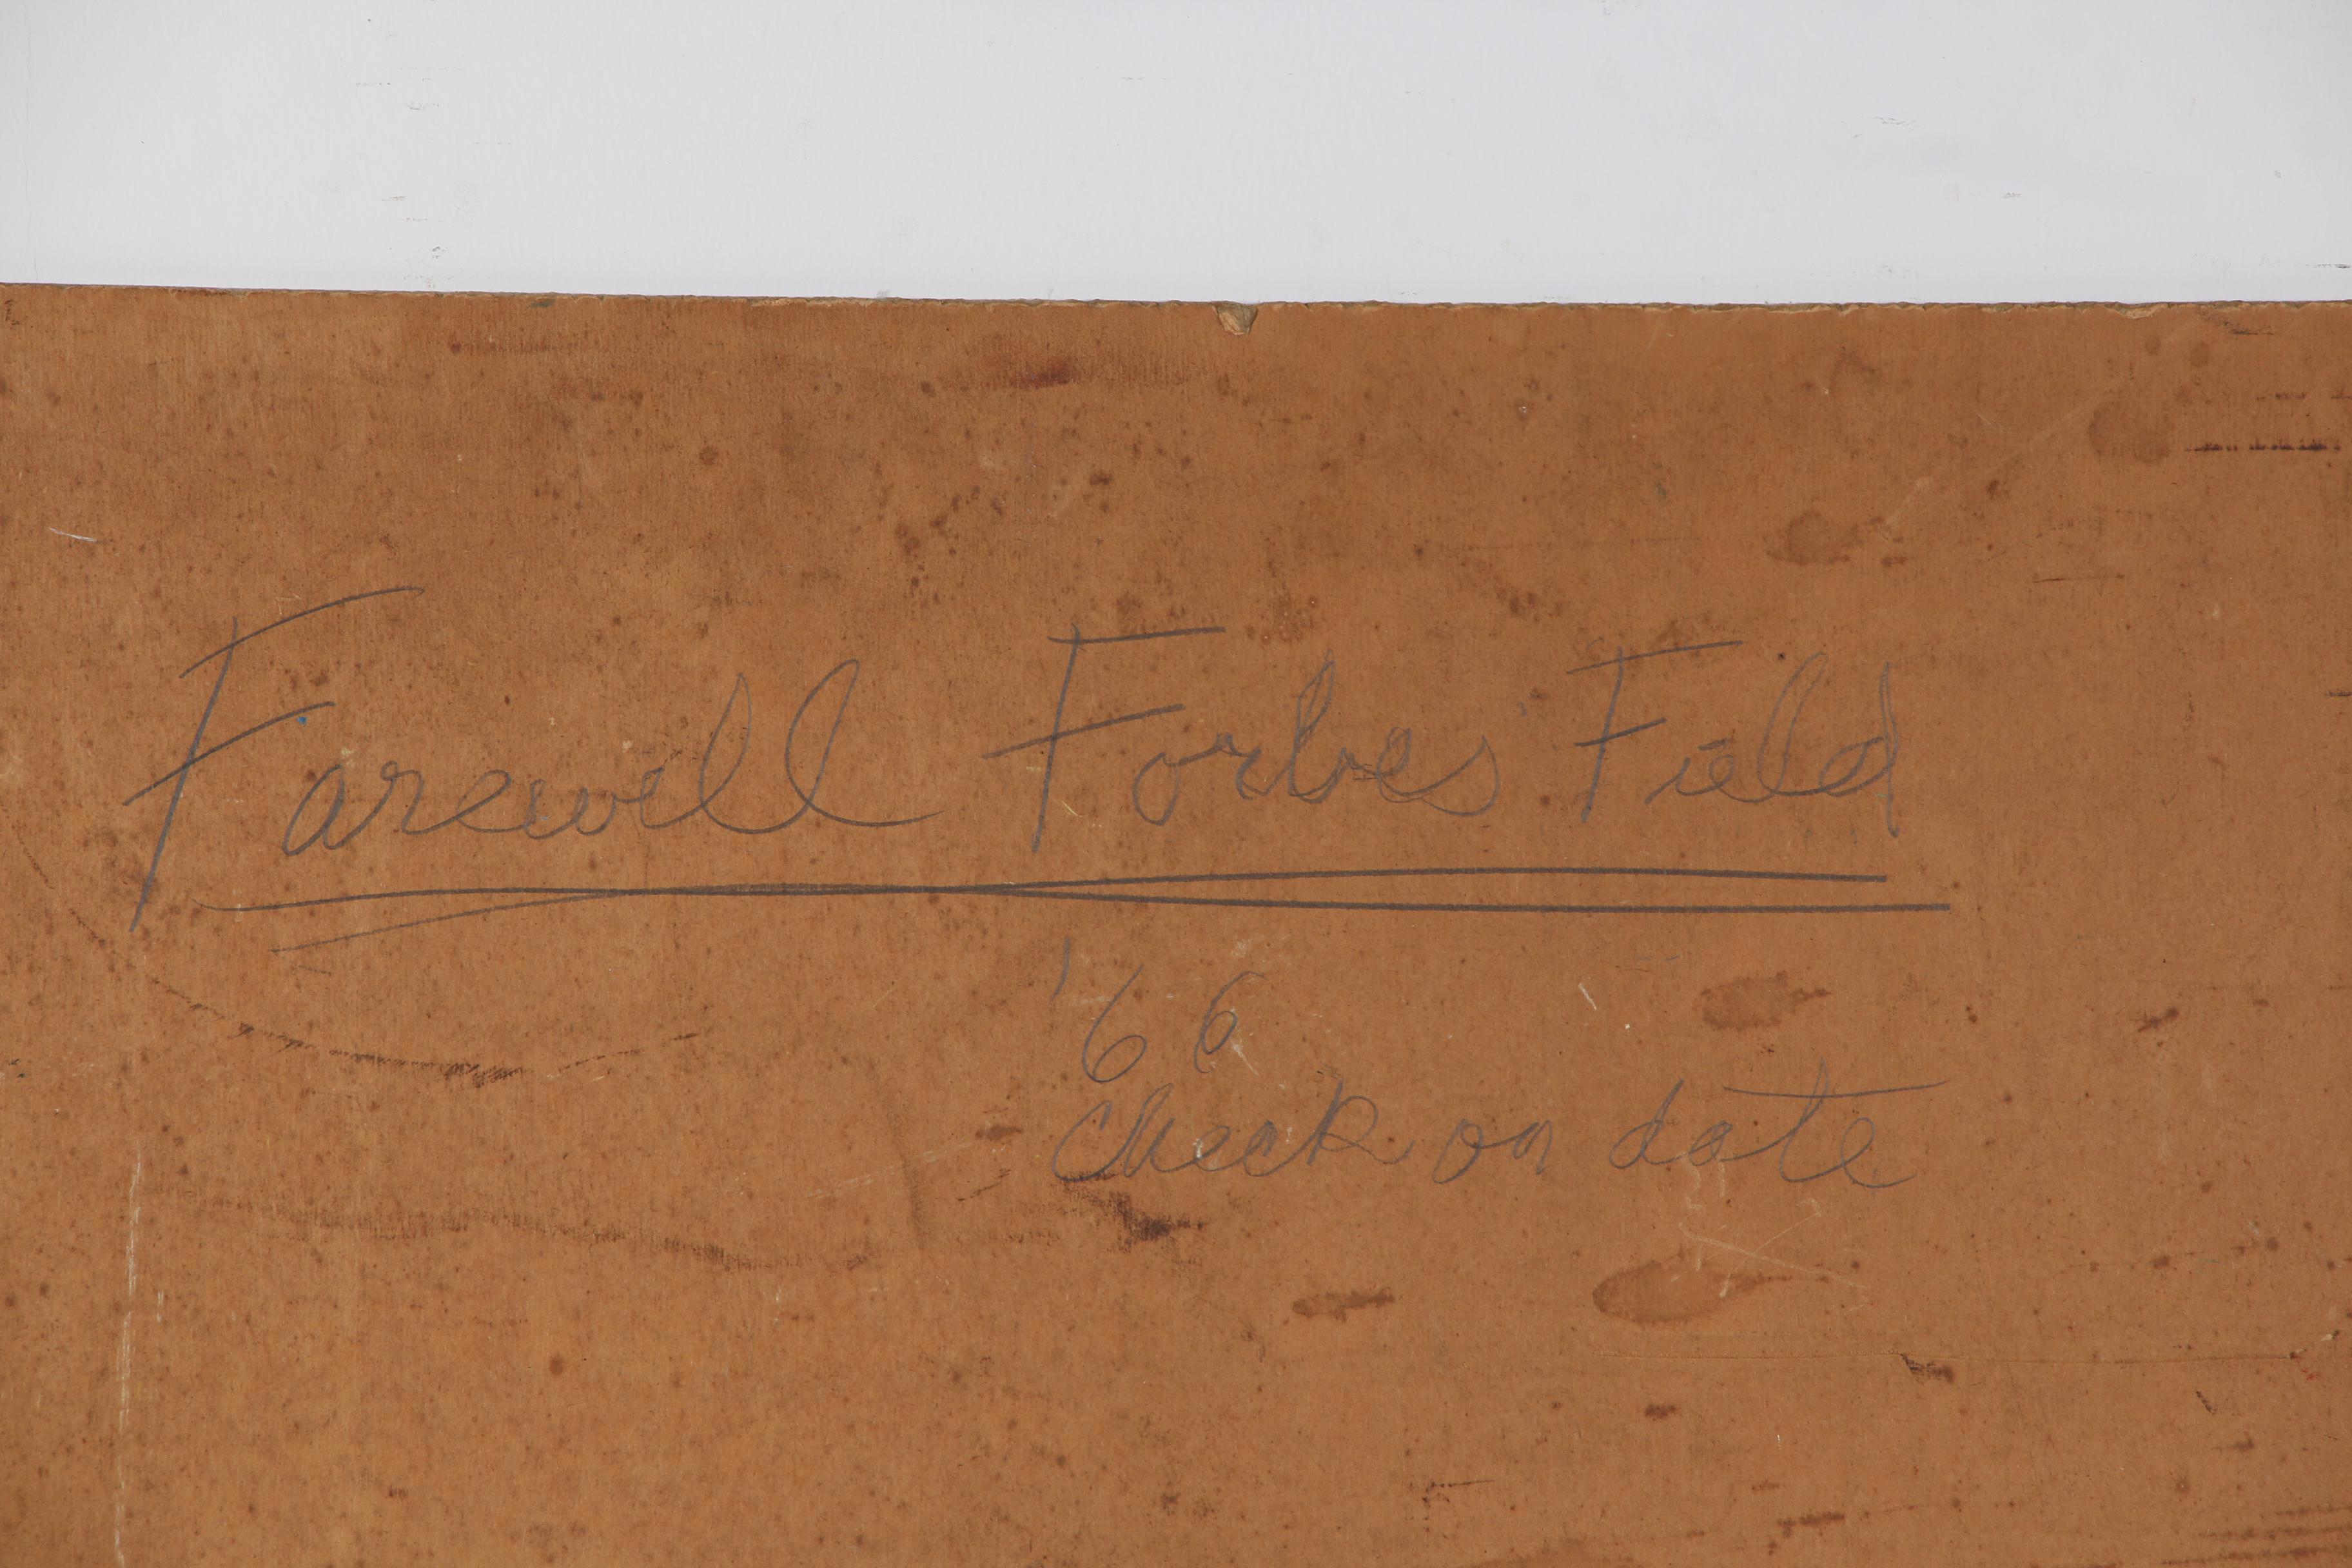 Farewell Forbes Field
'66
Check on date